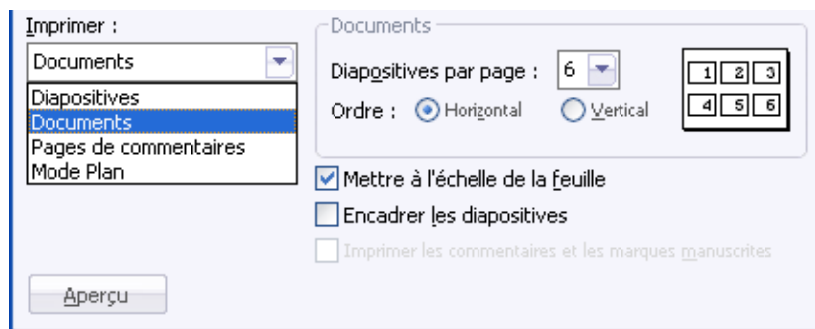 Imprimer :
Documents
Diapositives
Documents
Pages de commentaires
Mode Plan
Aperçu
Documents
Diapositives par page : 6
Ordre : Horizontal Vertical
1 2 3
4 5 6
Mettre à l'échelle de la feuille
Encadrer les diapositives
Imprimer les commentaires et les marques manuscrites